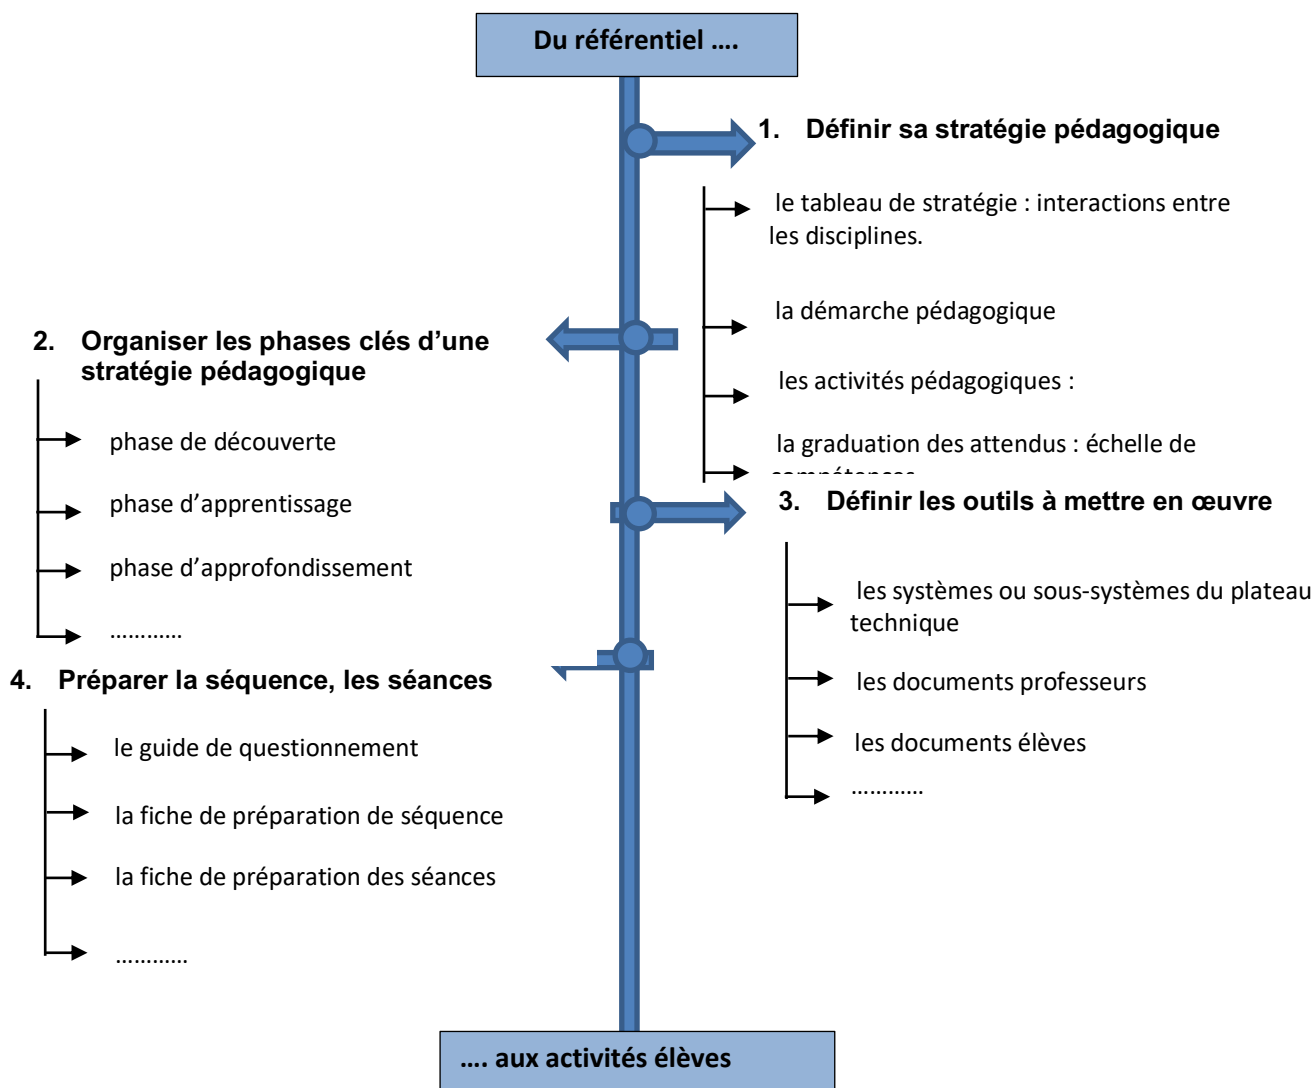 Du référentiel ….
1. Définir sa stratégie pédagogique
le tableau de stratégie : interactions entre
les disciplines.
la démarche pédagogique
les activités pédagogiques :
la graduation des attendus : échelle de
2. Organiser les phases clés d’une
stratégie pédagogique
phase de découverte
phase d’apprentissage
phase d’approfondissement
…………
3. Définir les outils à mettre en œuvre
les systèmes ou sous-systèmes du plateau
technique
les documents professeurs
les documents élèves
…………
4. Préparer la séquence, les séances
le guide de questionnement
la fiche de préparation de séquence
la fiche de préparation des séances
…………
…. aux activités élèves